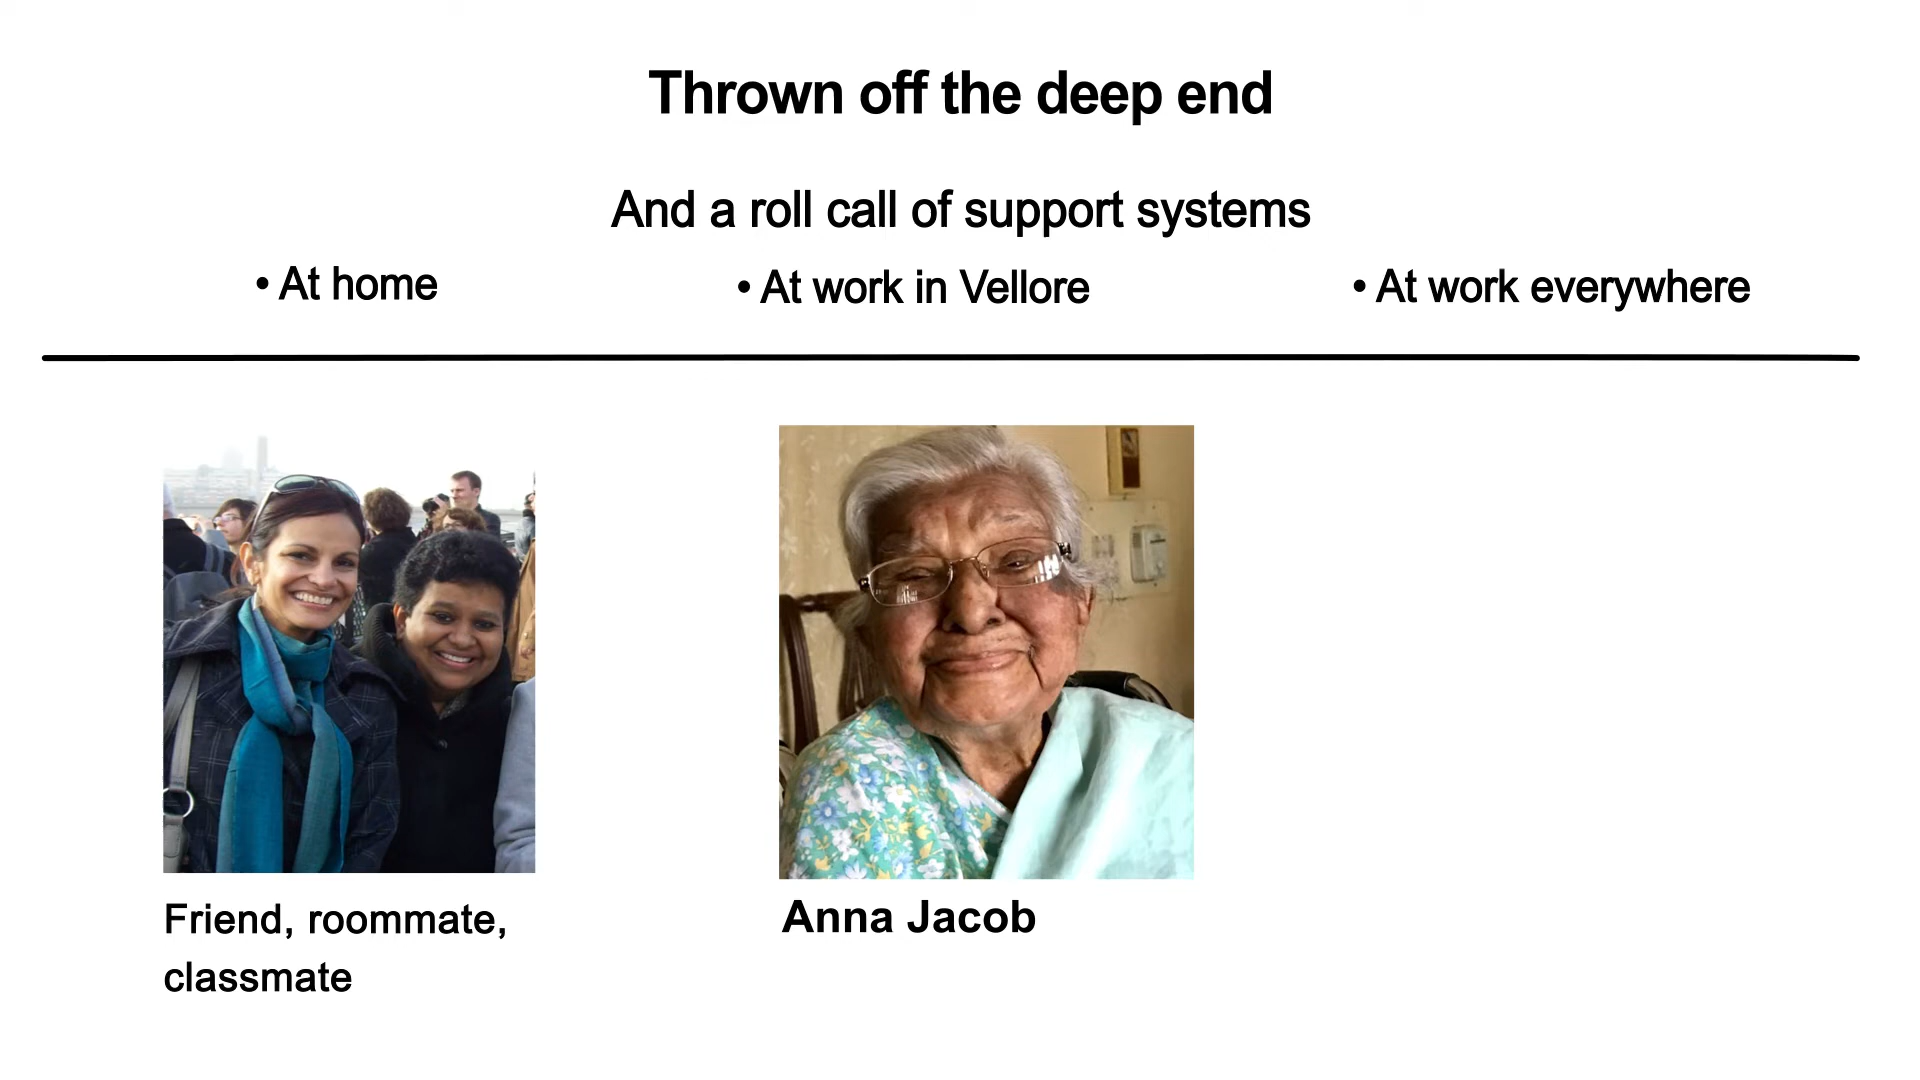 Thrown off the deep end
And a roll call of support systems
• At home
• At work in Vellore
• At work everywhere
Friend, roommate,
classmate
Anna Jacob